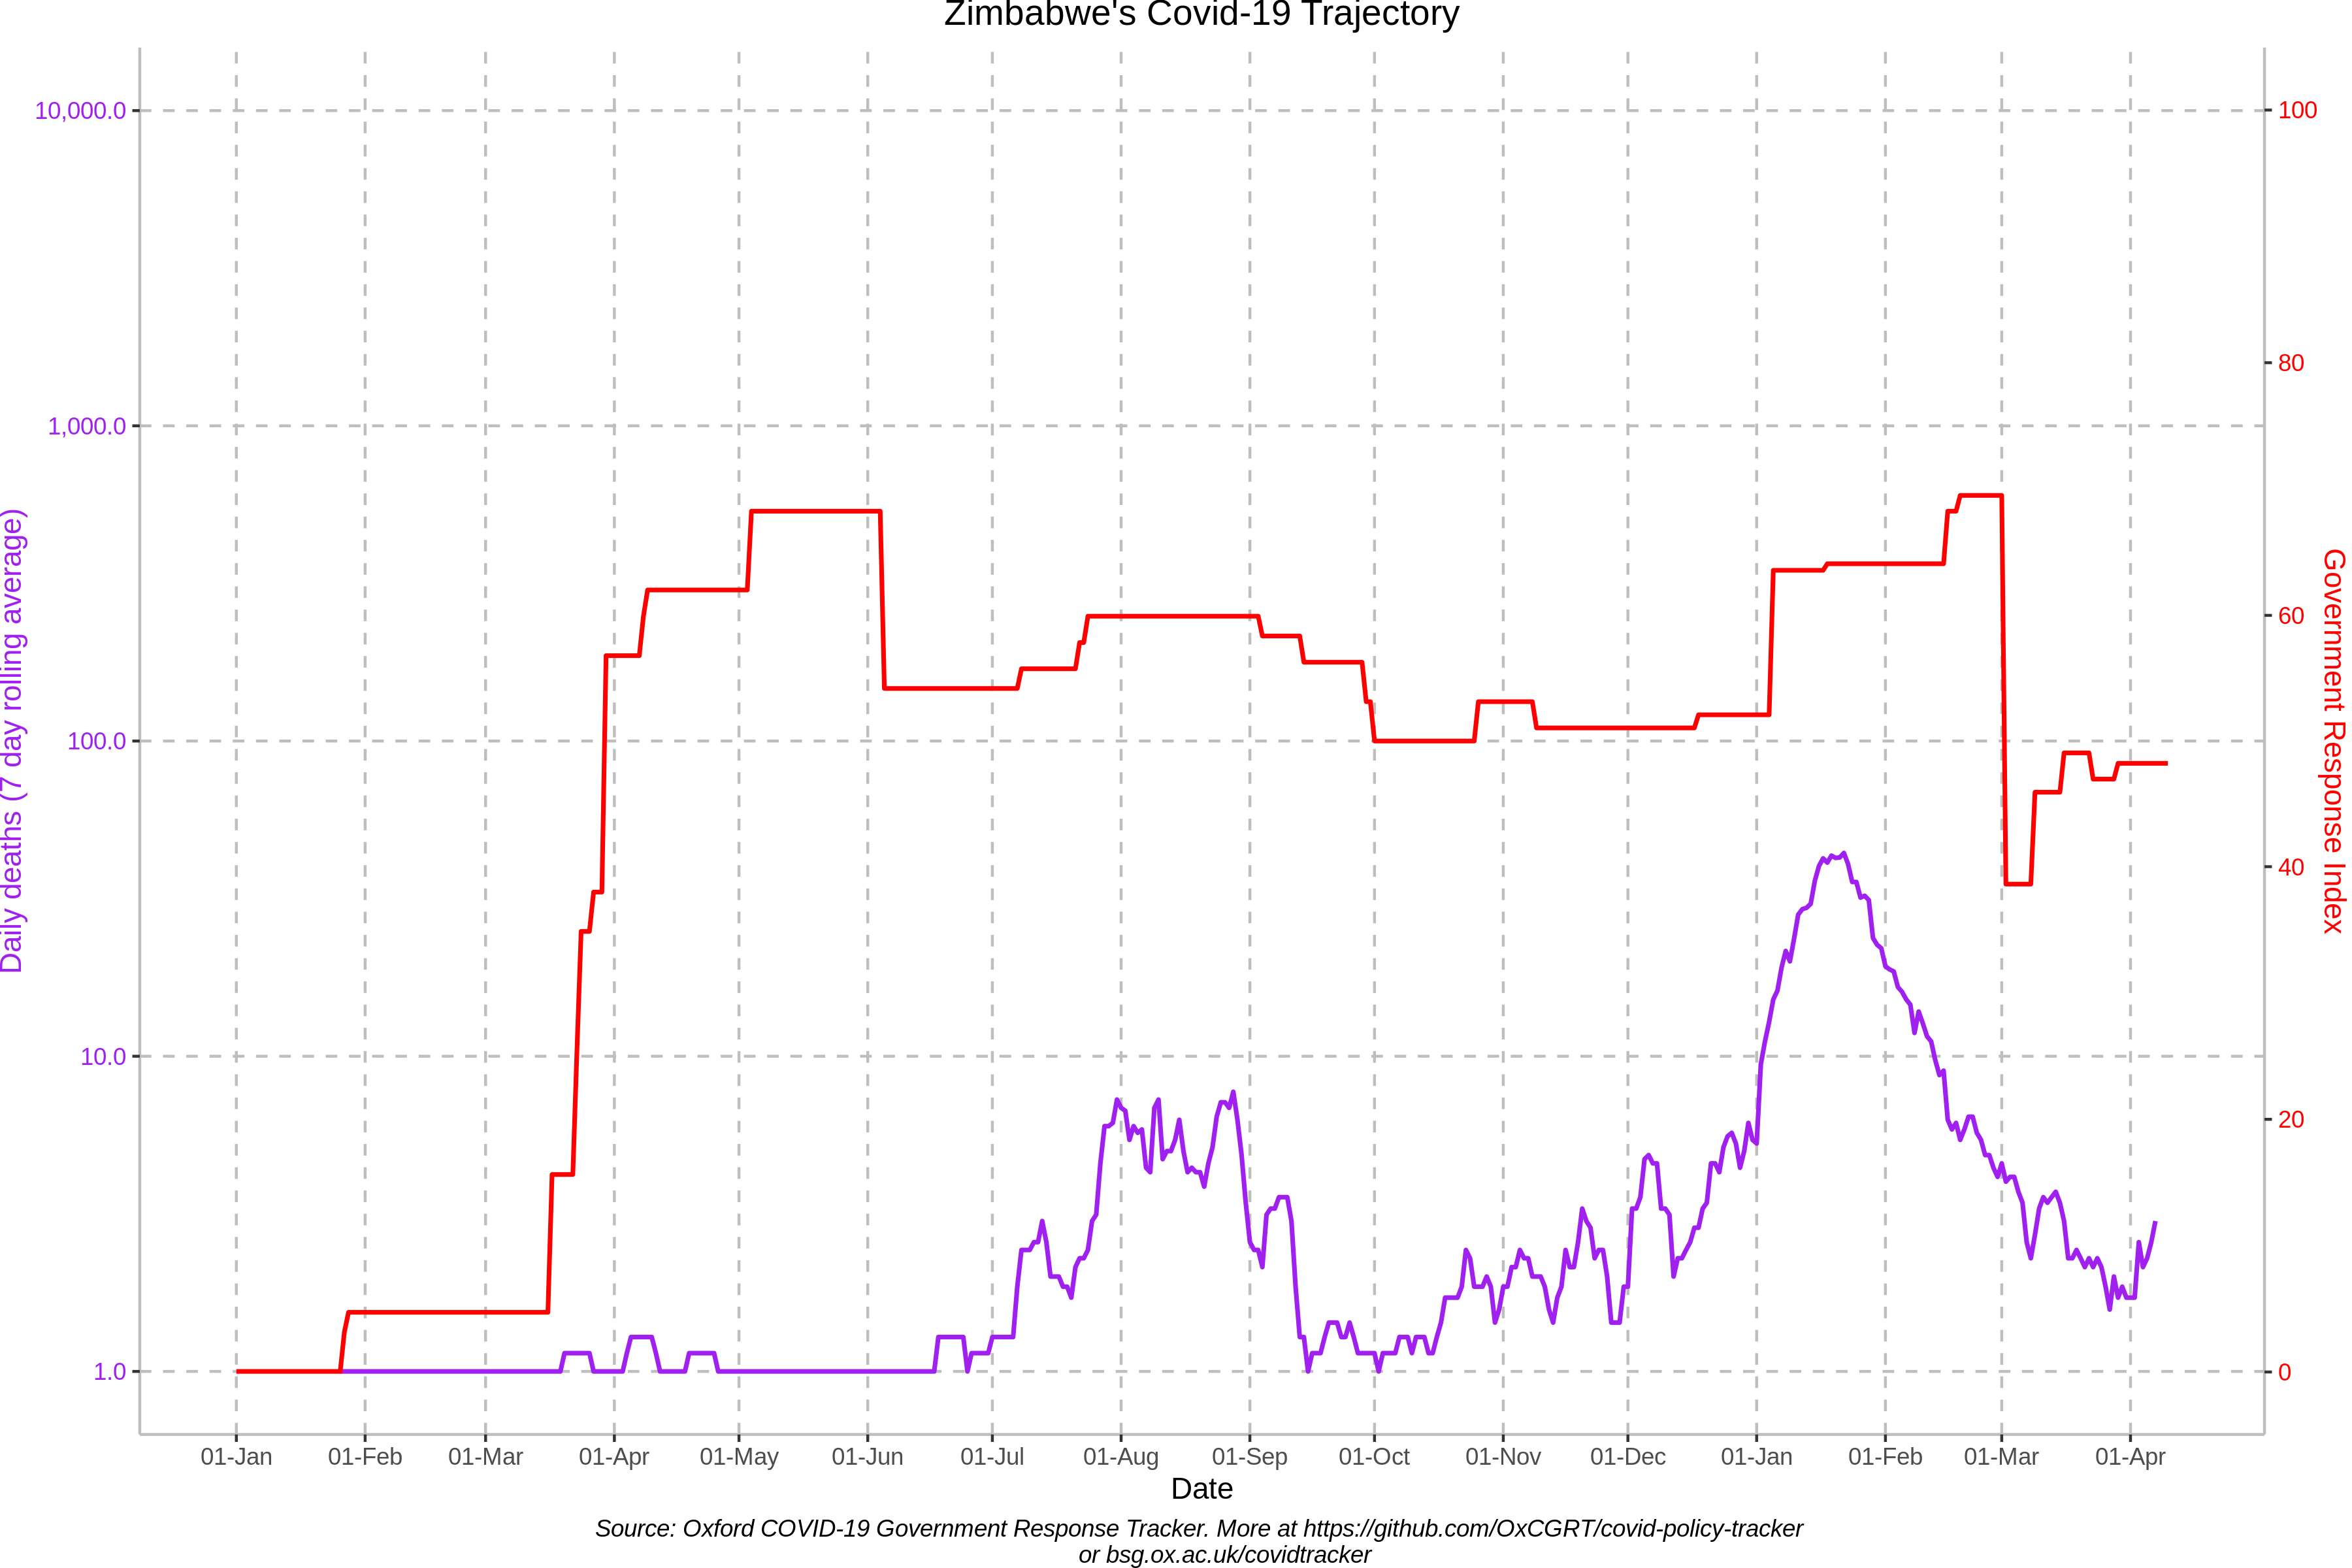 Zimbabwe's Covid-19 Trajectory
Daily deaths (7 day rolling average)
10,000.0
1,000.0
100.0
10.0
1.0
100
80
60
40
20
0
Government Response Index
01-Jan 01-Feb 01-Mar 01-Apr 01-May 01-Jun 01-Jul 01-Aug 01-Sep 01-Oct 01-Nov 01-Dec 01-Jan 01-Feb 01-Mar 01-Apr
Date
Source: Oxford COVID-19 Government Response Tracker. More at https://github.com/OxCGRT/covid-policy-tracker
or bsg.ox.ac.uk/covidtracker